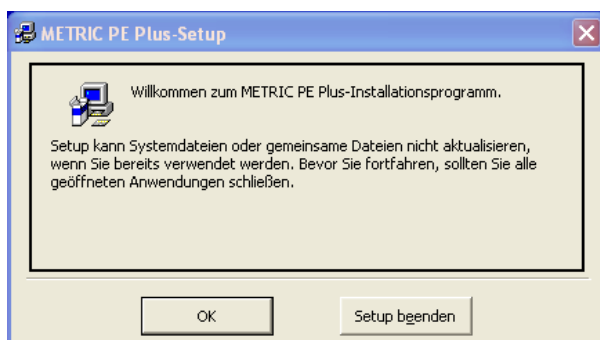 METRIC PE Plus-Setup
Willkommen zum METRIC PE Plus-Installationsprogramm.
Setup kann Systemdateien oder gemeinsame Dateien nicht aktualisieren,
wenn Sie bereits verwendet werden. Bevor Sie fortfahren, sollten Sie alle
geöffneten Anwendungen schließen.
OK
Setup beenden